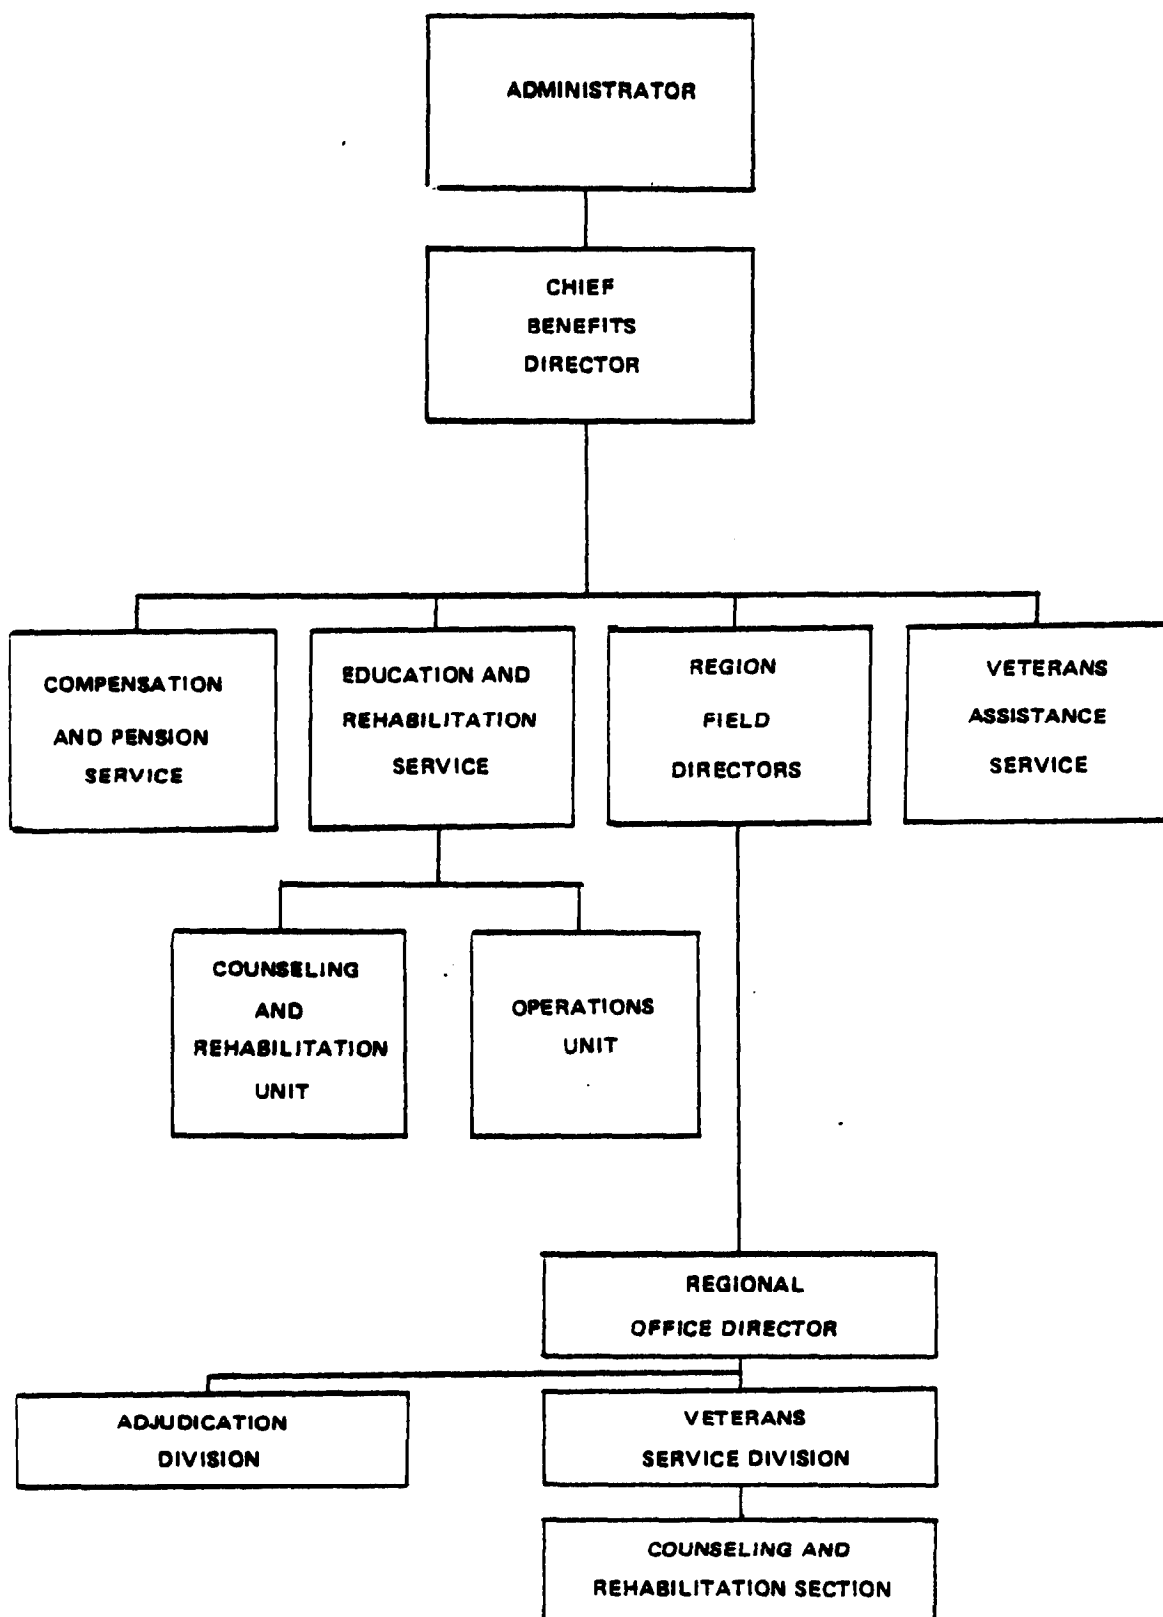 ADMINISTRATOR
CHIEF
BENEFITS
DIRECTOR
COMPENSATION
AND PENSION
SERVICE
EDUCATION AND
REHABILITATION
SERVICE
REGION
FIELD
DIRECTORS
VETERANS
ASSISTANCE
SERVICE
COUNSELING
AND
REHABILITATION
UNIT
OPERATIONS
UNIT
REGIONAL
OFFICE DIRECTOR
ADJUDICATION
DIVISION
VETERANS
SERVICE DIVISION
COUNSELING AND
REHABILITATION SECTION